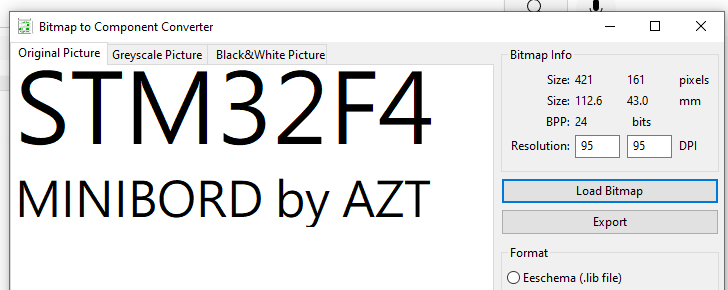 Bitmap to Component Converter
Original Picture Greyscale Picture Black&White Picture
STM32F4
MINIBORD by AZT
Bitmap Info
Size: 421 161 pixels
Size: 112.6 43.0 mm
BPP: 24 bits
Resolution: 95 95 DPI
Load Bitmap
Export
Format
Eeschema (.lib file)